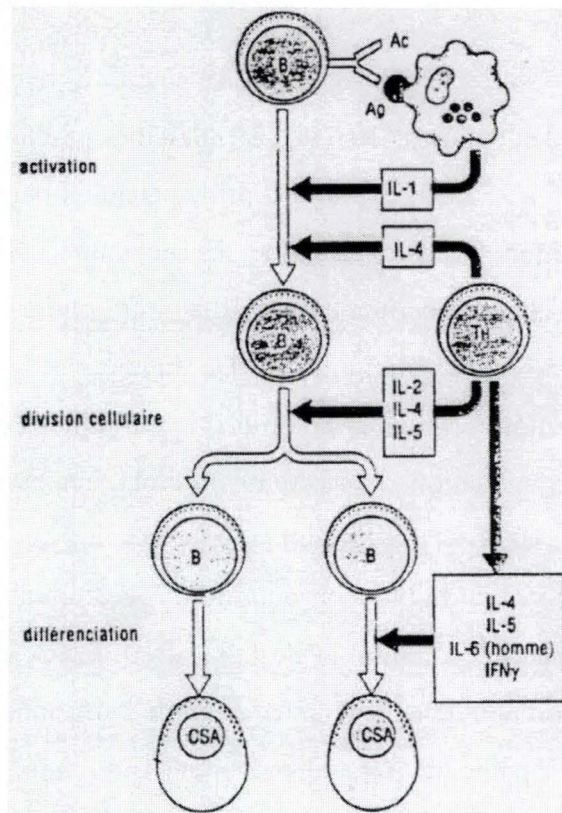 Ac
B
Ag
activation
IL-1
IL-4
B
TH
IL-2
IL-4
IL-5
division cellulaire
B
B
IL-4
IL-5
IL-6 (homme)
IFNγ
différenciation
CSA
CSA